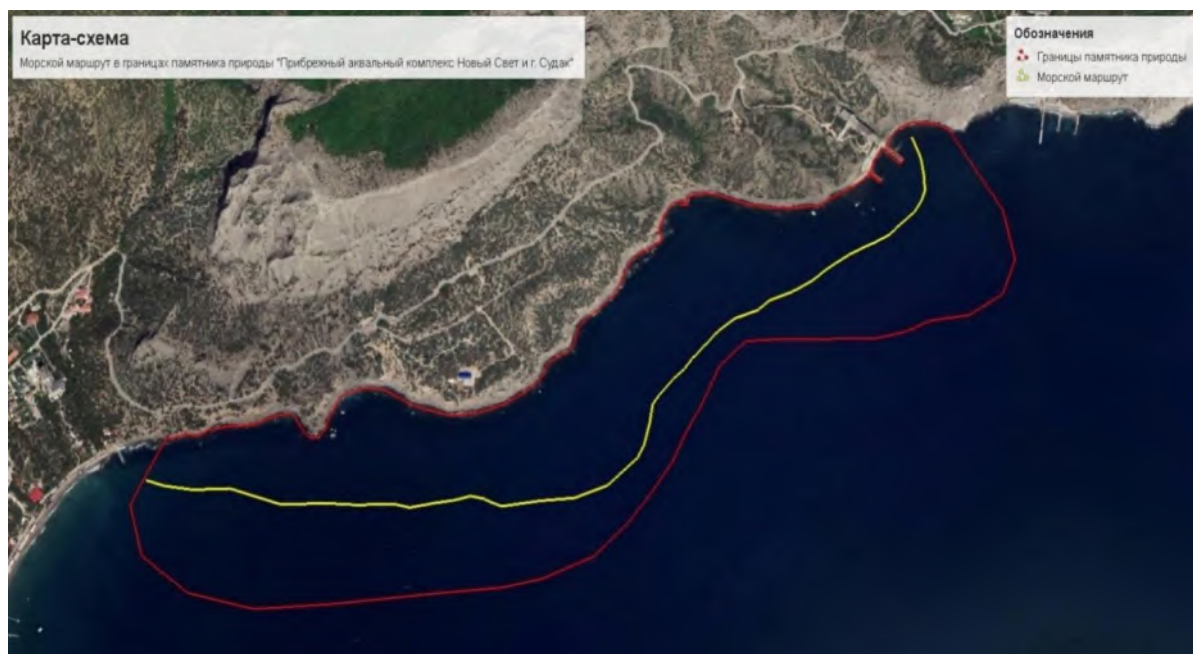 Карта-схема
Морской маршрут в границах памятника природы "Прибрежный аквальный комплекс Новый Свет и г. Судак"
Обозначения
Границы памятника природы
Морской маршрут